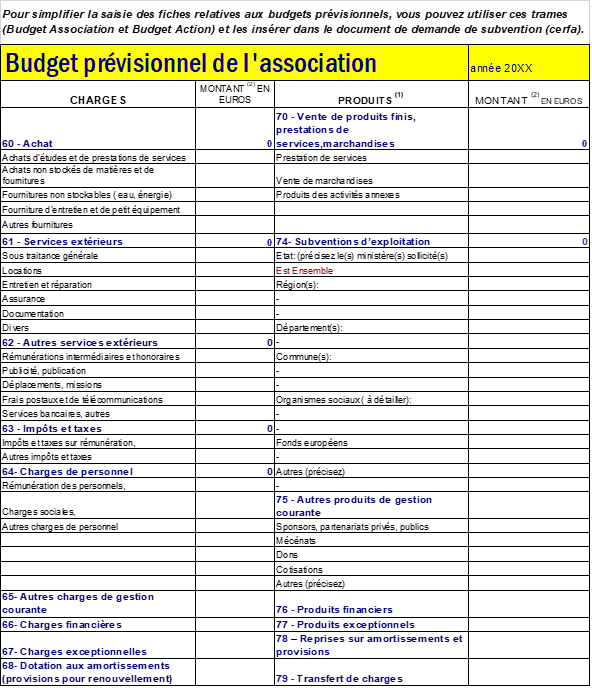 Pour simplifier la saisie des fiches relatives aux budgets prévisionnels, vous pouvez utiliser ces trames
(Budget Association et Budget Action) et les insérer dans le document de demande de subvention (cerfa).
Budget prévisionnel de l'association année 20XX
CHARGES MONTANT (2) EN EUROS PRODUITS (1) MONTANT (2) EN EUROS
70 - Vente de produits finis,
prestations de
60 - Achat 0 services,marchandises 0
Achats d'études et de prestations de services Prestation de services
Achats non stockés de matières et de
fournitures Vente de marchandises
Fournitures non stockables ( eau, énergie) Produits des activités annexes
Fourniture d'entretien et de petit équipement
Autres fournitures
61 - Services extérieurs 0 74- Subventions d'exploitation 0
Sous traitance générale Etat: (précisez le(s) ministère(s) sollicité(s)
Locations Est Ensemble
Entretien et réparation Région(s):
Assurance -
Documentation -
Divers Département(s):
62 - Autres services extérieurs 0 -
Rémunérations intermédiaires et honoraires Commune(s):
Publicité, publication -
Déplacements, missions -
Frais postaux et de télécommunications Organismes sociaux ( à détailler):
Services bancaires, autres -
63 - Impôts et taxes 0 -
Impôts et taxes sur rémunération, Fonds européens
Autres impôts et taxes -
64- Charges de personnel 0 Autres (précisez)
Rémunération des personnels, -
75 - Autres produits de gestion
Charges sociales, courante
Autres charges de personnel Sponsors, partenariats privés, publics
Mécénats
Dons
Cotisations
Autres (précisez)
65- Autres charges de gestion
courante 76 - Produits financiers
66- Charges financières 77 - Produits exceptionnels
78 – Reprises sur amortissements et
67- Charges exceptionnelles provisions
68- Dotation aux amortissements
(provisions pour renouvellement) 79 - Transfert de charges